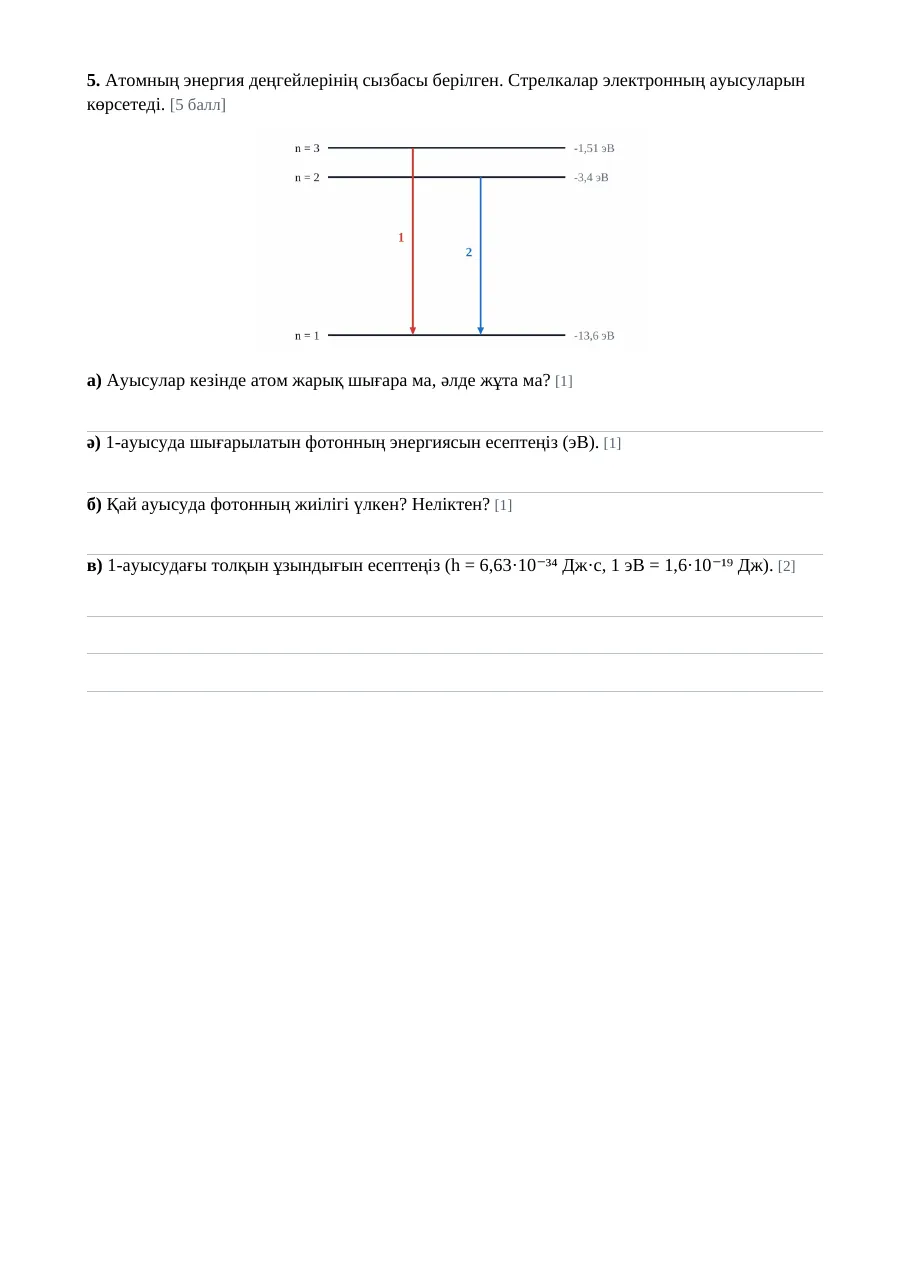 5. Атомның энергия деңгейлерінің сызбасы берілген. Стрелкалар электронның ауысуларын
көрсетеді. [5 балл]
n = 3 -1,51 эВ
n = 2 -3,4 эВ
1
2
n = 1 -13,6 эВ
а) Ауысулар кезінде атом жарық шығара ма, әлде жұта ма? [1]
ә) 1-ауысуда шығарылатын фотонның энергиясын есептеңіз (эВ). [1]
б) Қай ауысуда фотонның жиілігі үлкен? Неліктен? [1]
в) 1-ауысудағы толқын ұзындығын есептеңіз (h = 6,63·10⁻³⁴ Дж·с, 1 эВ = 1,6·10⁻¹⁹ Дж). [2]